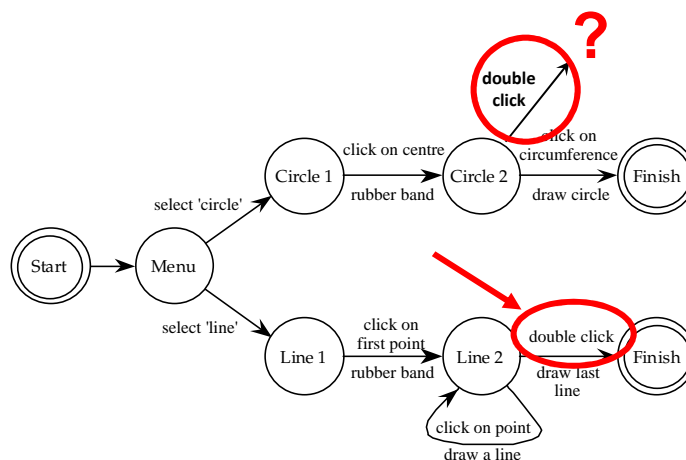 ?
double
click
click on centre
click on
circumference
Circle 1
Circle 2
Finish
rubber band
draw circle
select 'circle'
Start
Menu
select 'line'
click on
first point
double click
Line 1
Line 2
Finish
rubber band
draw last
line
click on point
draw a line